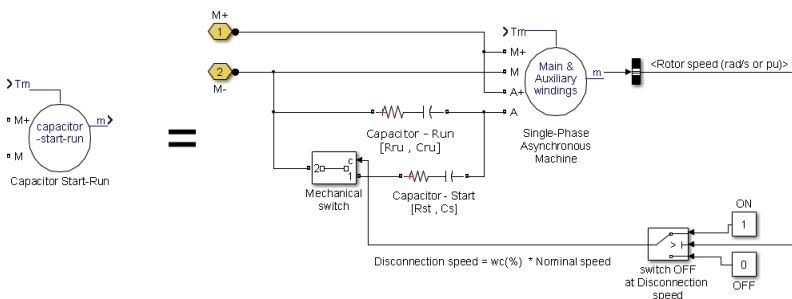 >Tm
M+
M
capacitor
-start-run
m>
Capacitor Start-Run
=
M+
1
2
M-
>Tm
M+
M
A+
A
Main &
Auxiliary
windings
m
Single-Phase
Asynchronous
Machine
<Rotor speed (rad/s or pu)>
Capacitor - Run
[Rru , Cru]
2
c
1
Mechanical
switch
Capacitor - Start
[Rst , Cs]
Disconnection speed = wc(%) * Nominal speed
>
switch OFF
at Disconnection
speed
ON
1
0
OFF